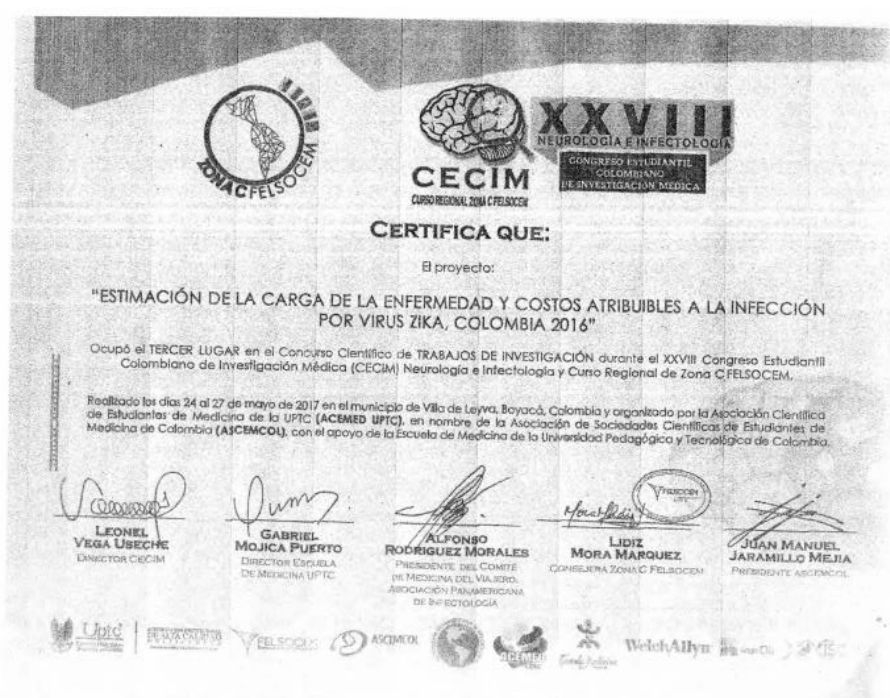 ZONA C FELSOCEM
CECIM
CURSO REGIONAL ZONA C FELSOCEM
XXVIII
NEUROLOGÍA E INFECTOLOGÍA
CONGRESO ESTUDIANTIL
COLOMBIANO
DE INVESTIGACIÓN MÉDICA
CERTIFICA QUE:
El proyecto:
"ESTIMACIÓN DE LA CARGA DE LA ENFERMEDAD Y COSTOS ATRIBUIBLES A LA INFECCIÓN
POR VIRUS ZIKA, COLOMBIA 2016"
Ocupó el TERCER LUGAR en el Concurso Científico de TRABAJOS DE INVESTIGACIÓN durante el XXVIII Congreso Estudiantil
Colombiano de Investigación Médica (CECIM) Neurología e Infectología y Curso Regional de Zona C FELSOCEM.
Realizado los días 24 al 27 de mayo de 2017 en el municipio de Villa de Leyva, Boyacá, Colombia y organizado por la Asociación Científica
de Estudiantes de Medicina de la UPTC (ACEMED UPTC), en nombre de la Asociación de Sociedades Científicas de Estudiantes de
Medicina de Colombia (ASCEMCOL), con el apoyo de la Escuela de Medicina de la Universidad Pedagógica y Tecnológica de Colombia.
LEONEL
VEGA USECHE
DIRECTOR CECIM
GABRIEL
MOJICA PUERTO
DIRECTOR ESCUELA
DE MEDICINA UPTC
ALFONSO
RODRIGUEZ MORALES
PRESIDENTE DEL COMITÉ
DE MEDICINA DEL VIAJERO.
ASOCIACIÓN PANAMERICANA
DE INFECTOLOGÍA
FELSOCEM
LIDIZ
MORA MARQUEZ
CONSEJERA ZONA C FELSOCEM
JUAN MANUEL
JARAMILLO MEJIA
PRESIDENTE ASCEMCOL
Uptc
ASCEMCOL
ACEMED
WelchAllyn